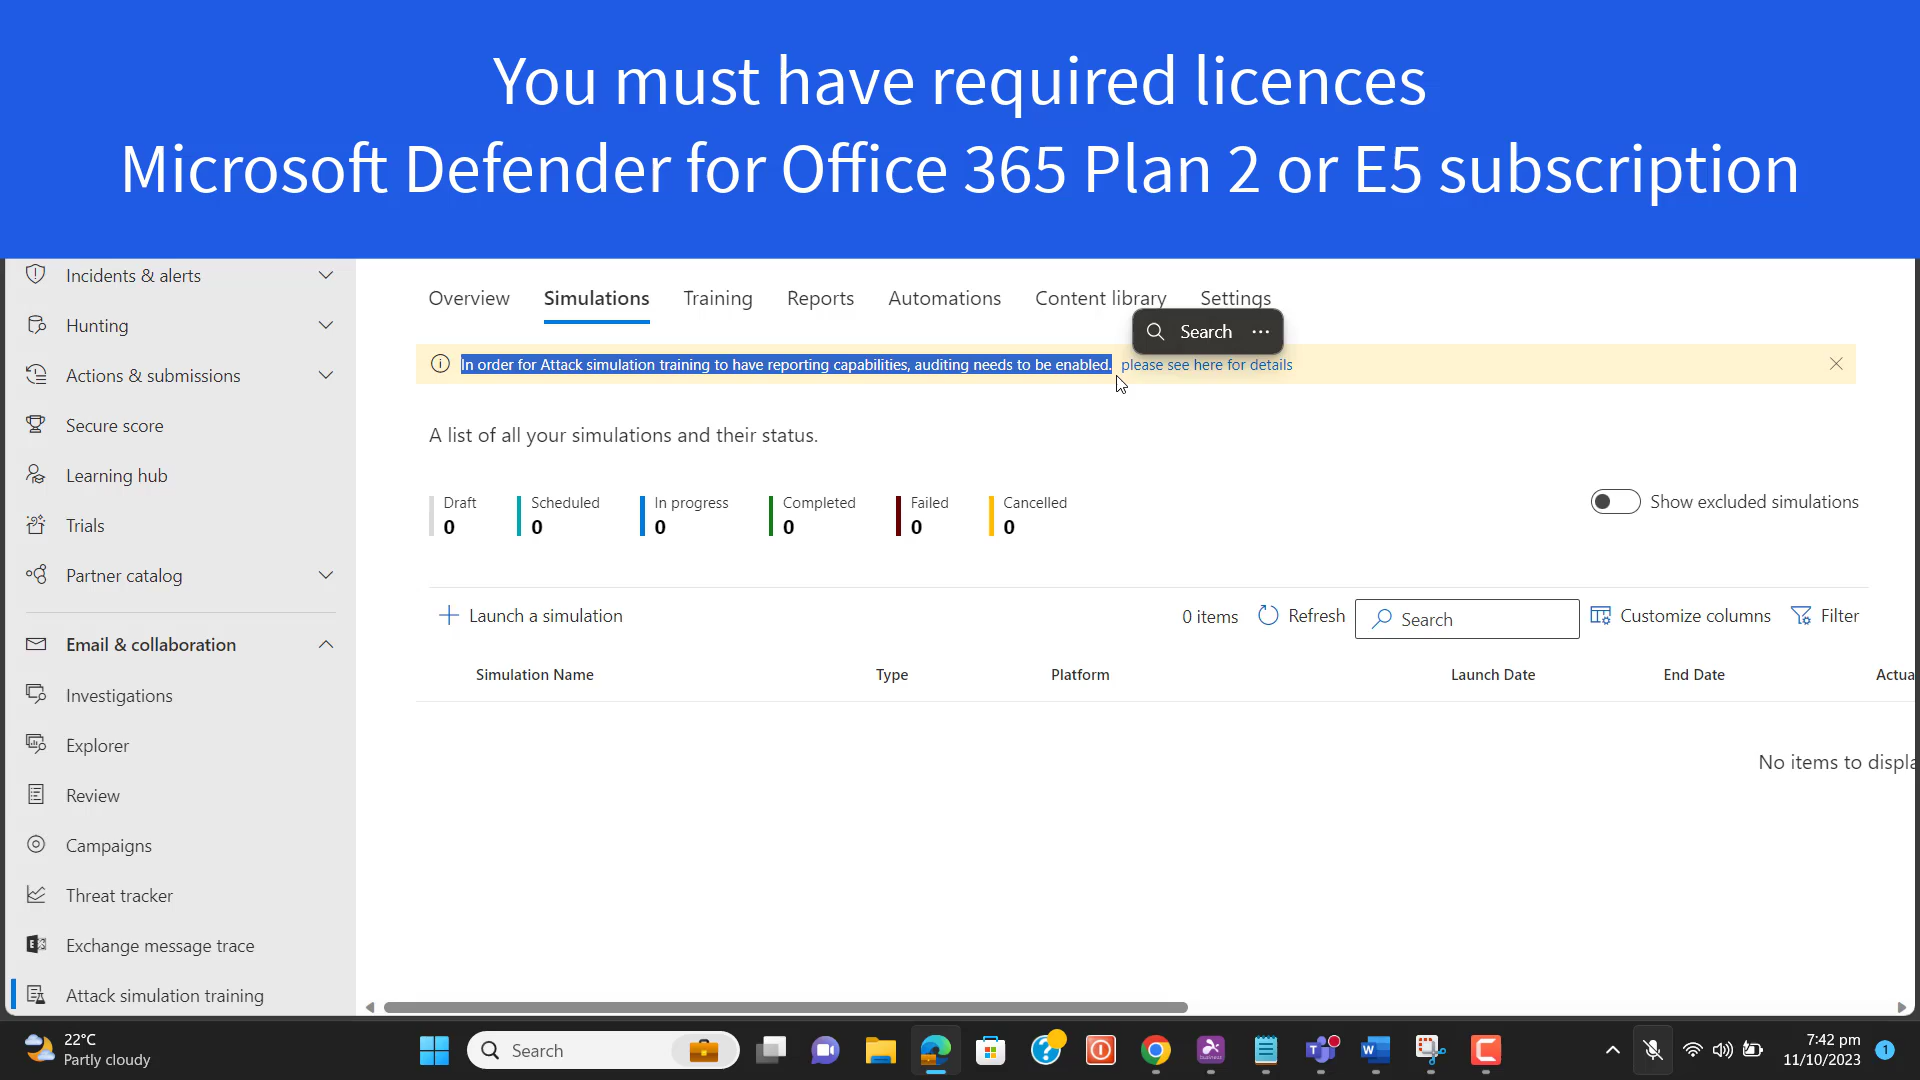 You must have required licences
Microsoft Defender for Office 365 Plan 2 or E5 subscription
Incidents & alerts
Hunting
Actions & submissions
Secure score
Learning hub
Trials
Partner catalog
Email & collaboration
Investigations
Explorer
Review
Campaigns
Threat tracker
Exchange message trace
Attack simulation training
Overview Simulations Training Reports Automations Content library Settings
Search ...
In order for Attack simulation training to have reporting capabilities, auditing needs to be enabled. please see here for details
A list of all your simulations and their status.
Draft Scheduled In progress Completed Failed Cancelled
0 0 0 0 0 0
Show excluded simulations
Launch a simulation 0 items Refresh Search Customize columns Filter
Simulation Name Type Platform Launch Date End Date Actua
No items to displa
22°C
Partly cloudy
Search
7:42 pm
11/10/2023
1